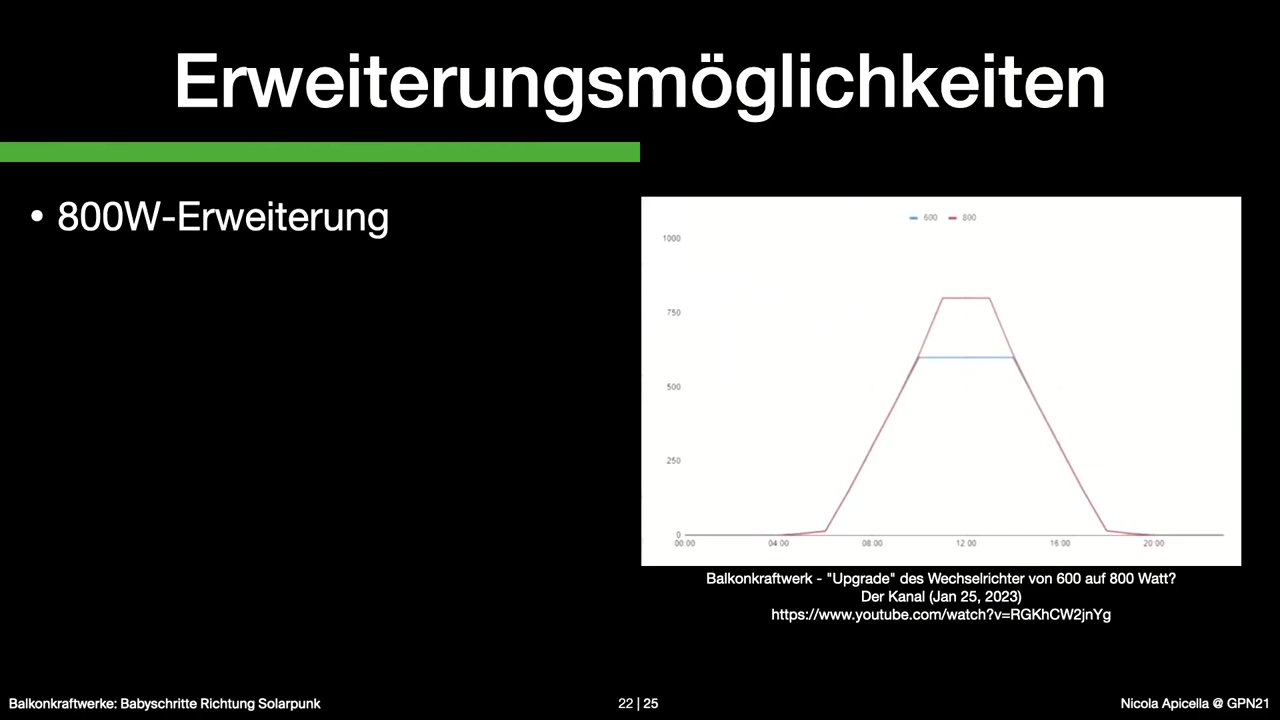 Erweiterungsmöglichkeiten
• 800W-Erweiterung
600 800
1000
750
500
250
0
00:00 04:00 08:00 12:00 16:00 20:00
Balkonkraftwerk - "Upgrade" des Wechselrichter von 600 auf 800 Watt?
Der Kanal (Jan 25, 2023)
https://www.youtube.com/watch?v=RGKhCW2jnYg
Balkonkraftwerke: Babyschritte Richtung Solarpunk
22 | 25
Nicola Apicella @ GPN21